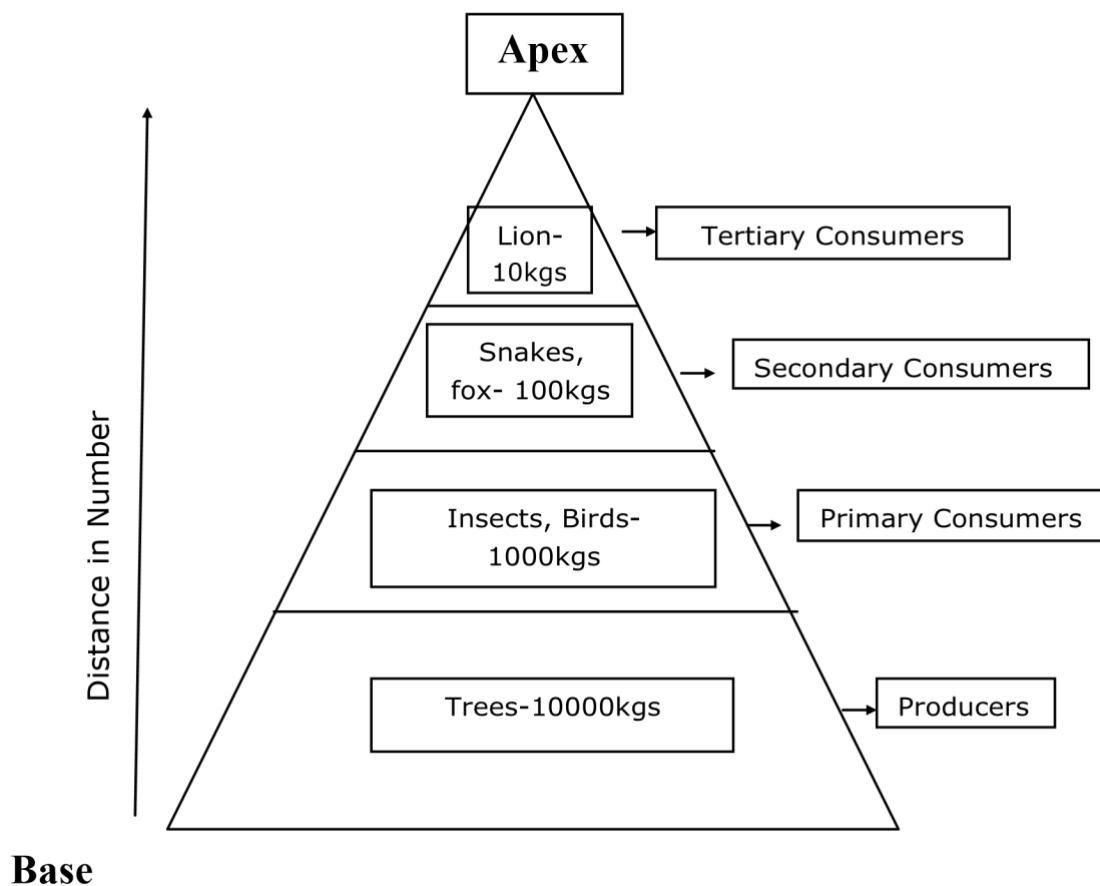 Apex
Lion-
10kgs
Tertiary Consumers
Snakes,
fox- 100kgs
Secondary Consumers
Insects, Birds-
1000kgs
Primary Consumers
Trees-10000kgs
Producers
Distance in Number
Base